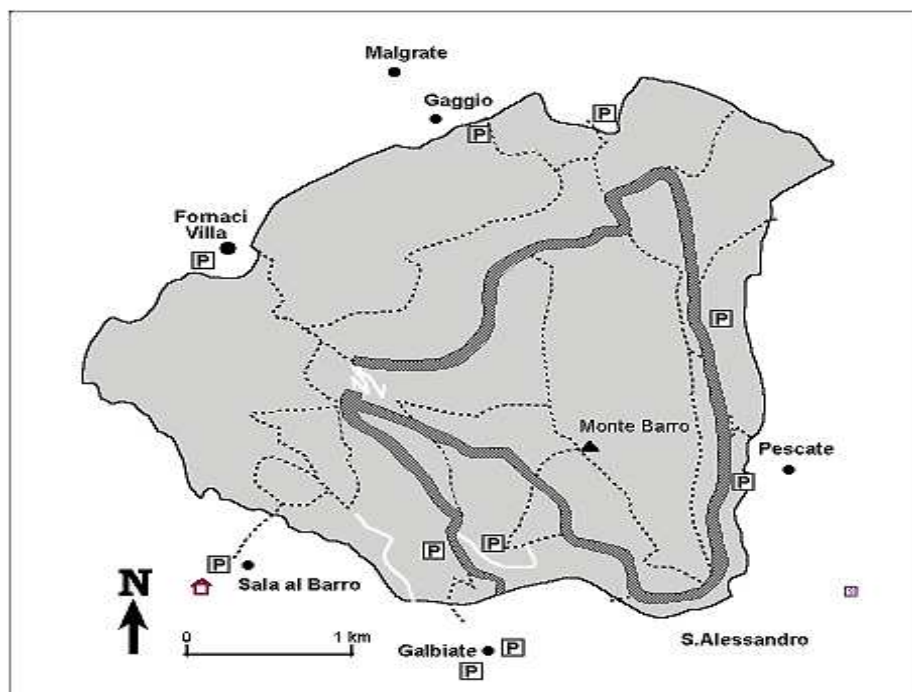 Malgrate
Gaggio
P
P
Fornaci
Villa
P
P
Monte Barro
Pescate
P
P
P
P
Sala al Barro
N
0
1 km
Galbiate
P
P
S.Alessandro